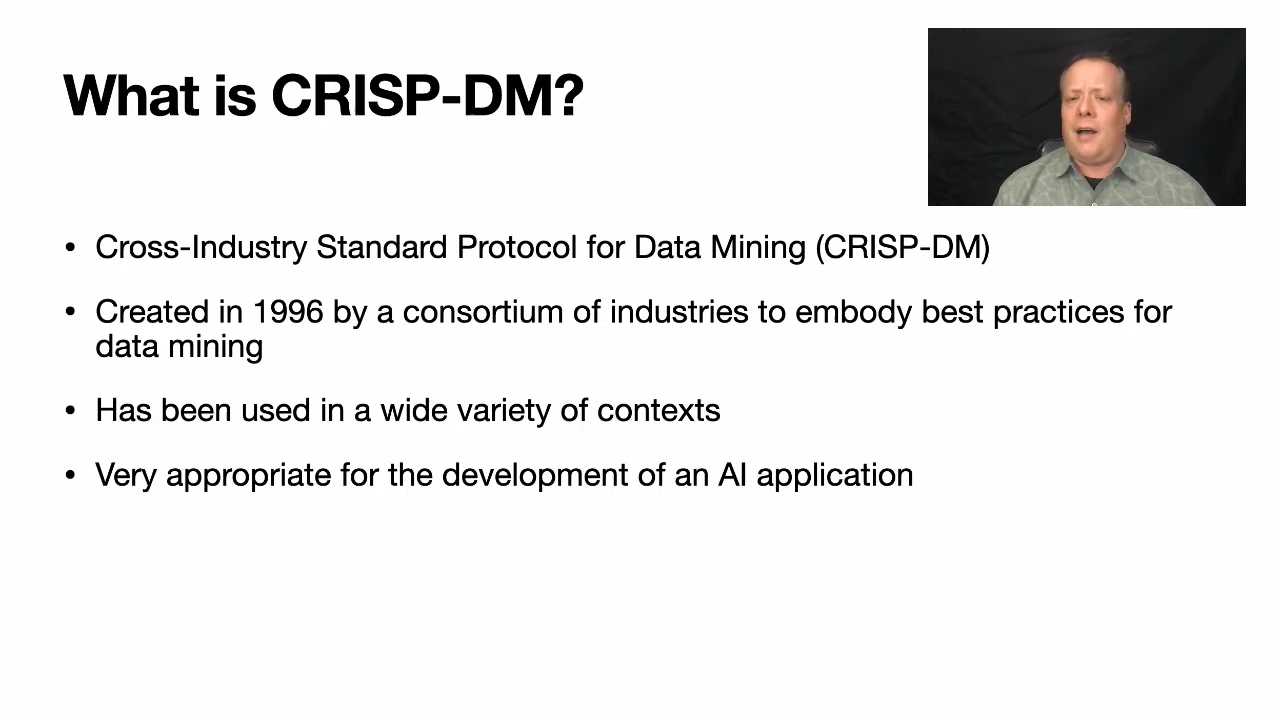 What is CRISP-DM?
• Cross-Industry Standard Protocol for Data Mining (CRISP-DM)
• Created in 1996 by a consortium of industries to embody best practices for
data mining
• Has been used in a wide variety of contexts
• Very appropriate for the development of an AI application